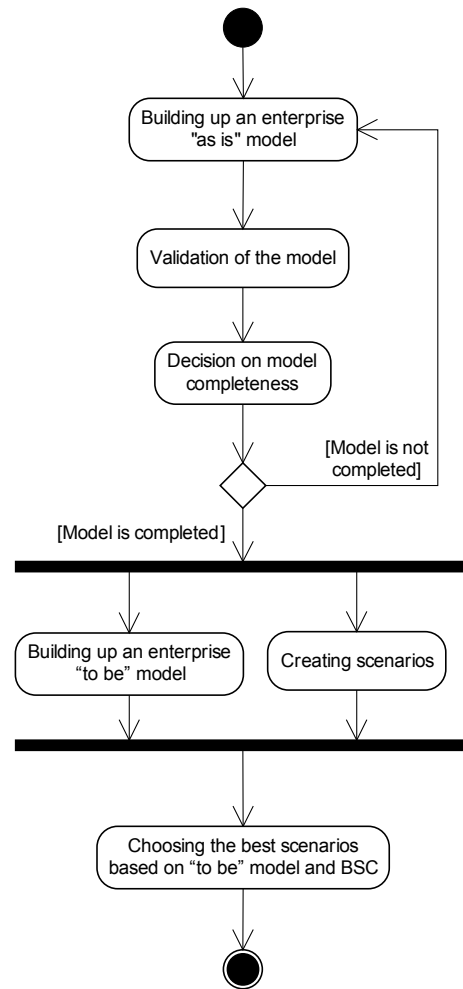 Building up an enterprise
"as is" model
Validation of the model
Decision on model
completeness
[Model is not
completed]
[Model is completed]
Building up an enterprise
“to be” model
Creating scenarios
Choosing the best scenarios
based on “to be” model and BSC